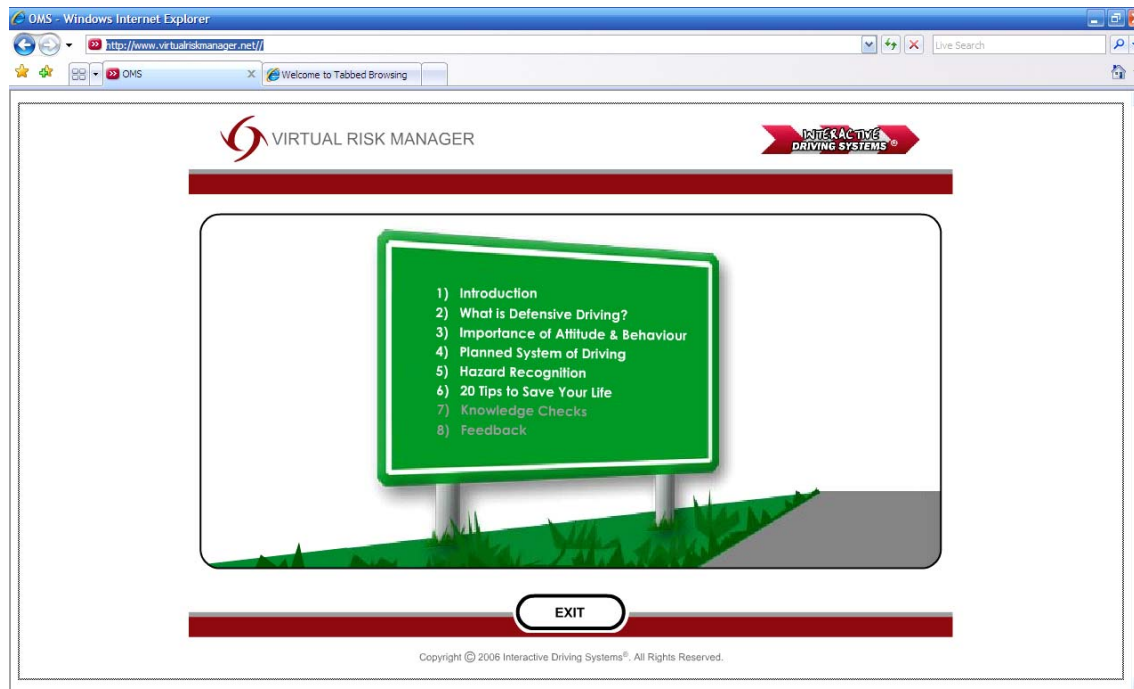 OMS - Windows Internet Explorer
http://www.virtualriskmanager.net//
Live Search
OMS
Welcome to Tabbed Browsing
VIRTUAL RISK MANAGER
INTERACTIVE
DRIVING SYSTEMS ®
1) Introduction
2) What is Defensive Driving?
3) Importance of Attitude & Behaviour
4) Planned System of Driving
5) Hazard Recognition
6) 20 Tips to Save Your Life
7) Knowledge Checks
8) Feedback
EXIT
Copyright © 2006 Interactive Driving Systems®. All Rights Reserved.